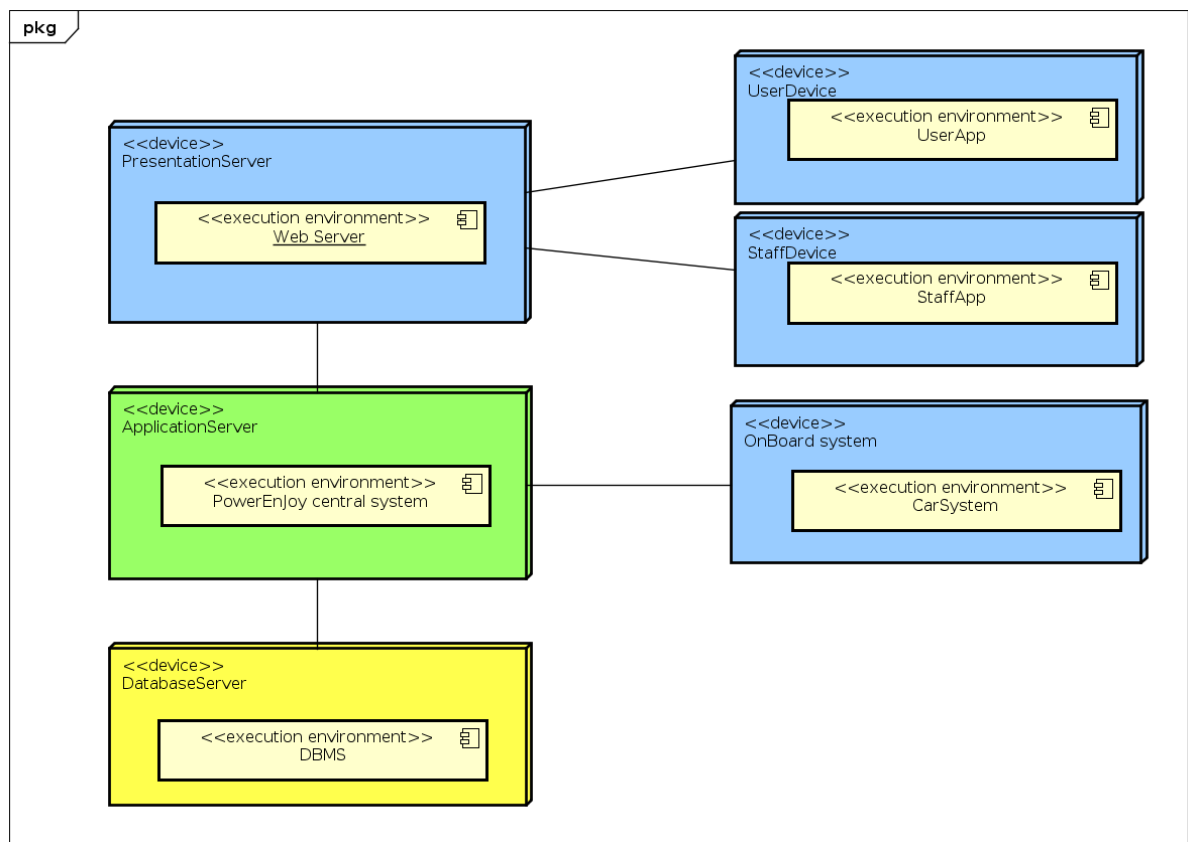 pkg
<<device>>
PresentationServer
<<execution environment>>
Web Server
<<device>>
UserDevice
<<execution environment>>
UserApp
<<device>>
StaffDevice
<<execution environment>>
StaffApp
<<device>>
ApplicationServer
<<execution environment>>
PowerEnJoy central system
<<device>>
OnBoard system
<<execution environment>>
CarSystem
<<device>>
DatabaseServer
<<execution environment>>
DBMS